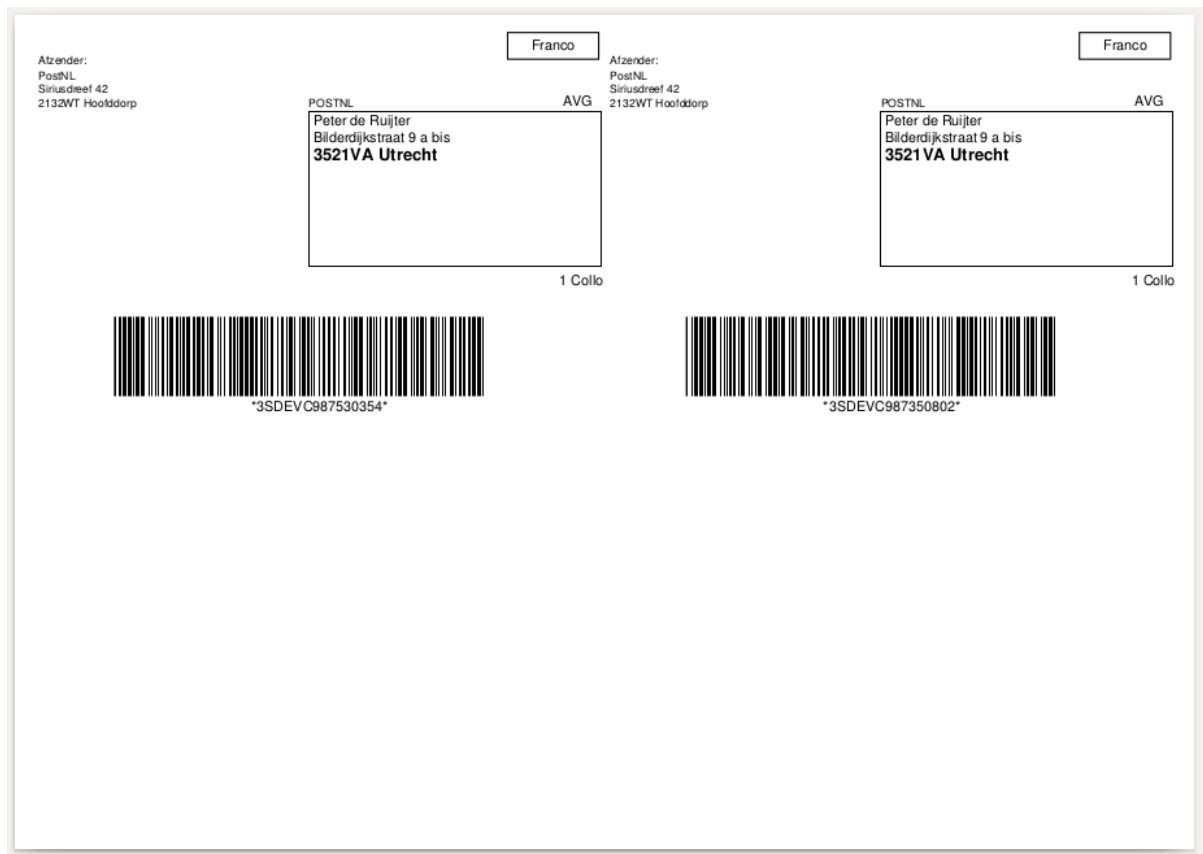 Franco
Afzender:
PostNL
Siriusdreef 42
2132WT Hoofddorp
POSTNL
AVG
Peter de Ruijter
Bilderdijkstraat 9 a bis
3521VA Utrecht
1 Collo
*3SDEVC987530354*
Franco
Afzender:
PostNL
Siriusdreef 42
2132WT Hoofddorp
POSTNL
AVG
Peter de Ruijter
Bilderdijkstraat 9 a bis
3521VA Utrecht
1 Collo
*3SDEVC987350802*